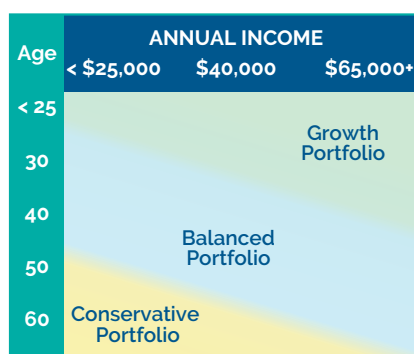 Age
ANNUAL INCOME
< $25,000 $40,000 $65,000+
< 25
Growth
Portfolio
30
40
Balanced
Portfolio
50
Conservative
Portfolio
60